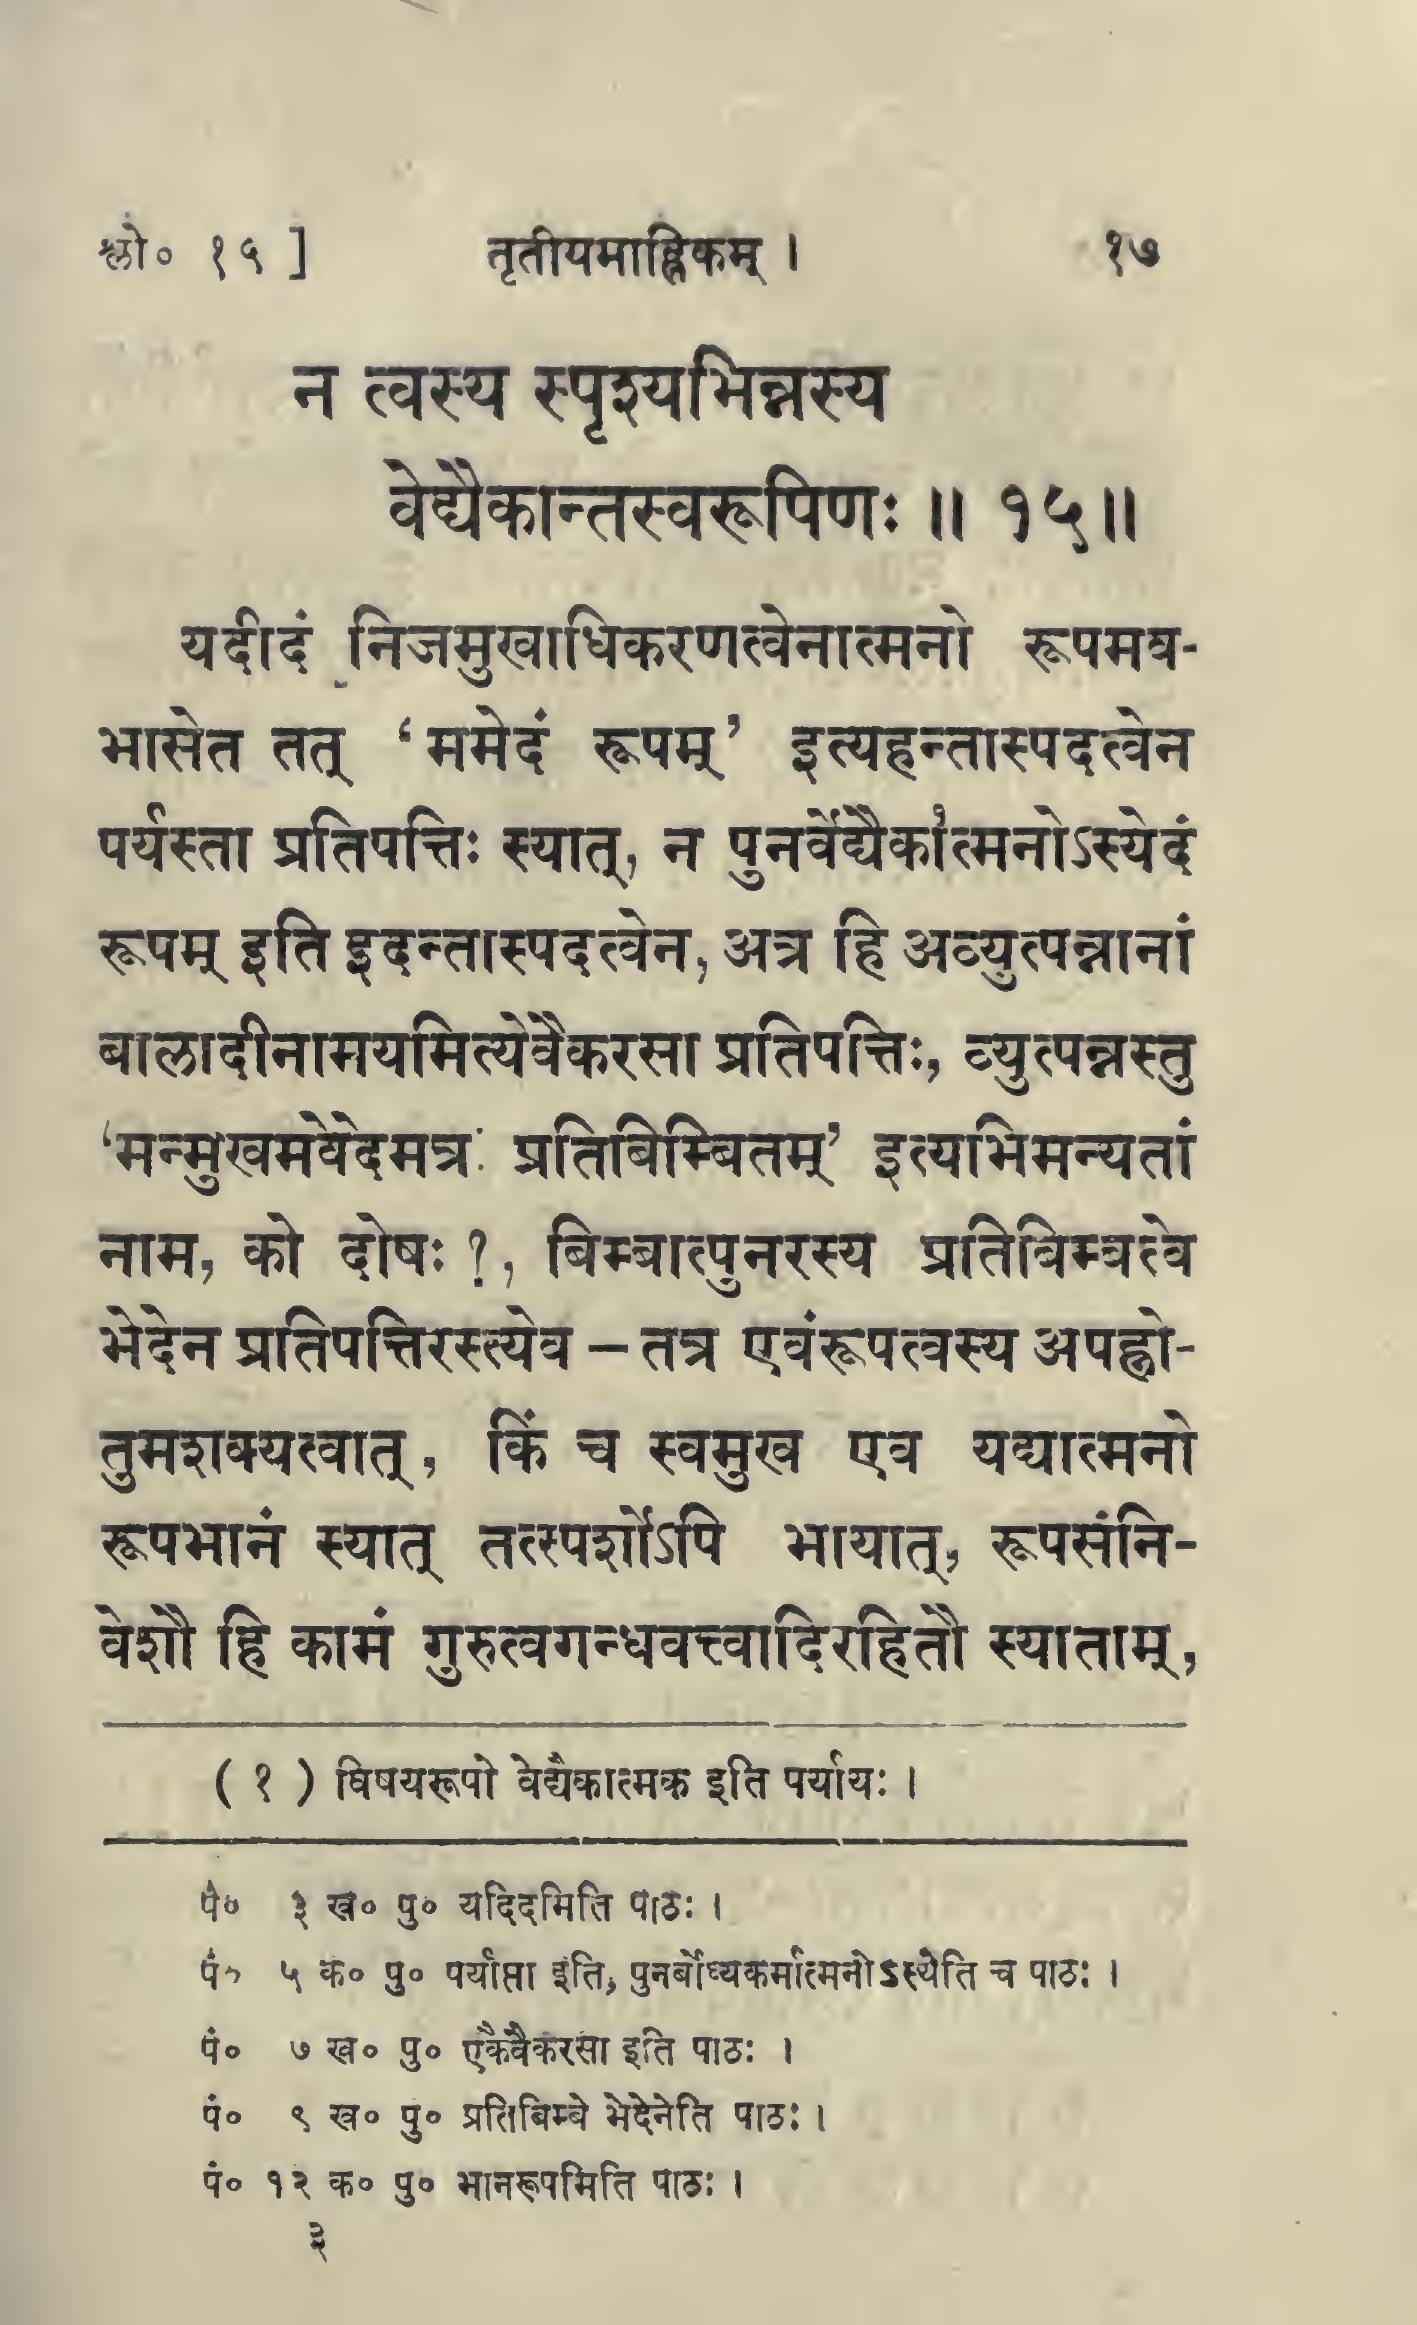 श्लो० १५ ] तृतीयमाह्निकम् । १७
न त्वस्य स्पृश्यभिन्नस्य
वेद्यैकान्तस्वरूपिणः ॥ १५॥
यदीदं निजमुखाधिकरणत्वेनात्मनो रूपमव-
भासेत तत् ‘ममेदं रूपम्’ इत्यहन्तास्पदत्वेन
पर्यस्ता प्रतिपत्तिः स्यात्, न पुनर्वेद्यैका१त्मनोऽस्येदं
रूपम् इति इदन्तास्पदत्वेन, अत्र हि अव्युत्पन्नानां
बालादीनामयमित्येवैकरसा प्रतिपत्तिः, व्युत्पन्नस्तु
‘मन्मुखमेवेदमत्र प्रतिबिम्बितम्’ इत्यभिमन्यतां
नाम, को दोषः ?, बिम्बात्पुनरस्य प्रतिबिम्बत्वे
भेदेन प्रतिपत्तिरस्त्येव – तत्र एवंरूपत्वस्य अपह्नो-
तुमशक्यत्वात्, किं च स्वमुख एव यद्यात्मनो
रूपभानं स्यात् तत्स्पर्शोऽपि भायात्, रूपसंनि-
वेशौ हि कामं गुरुत्वगन्धवत्त्वादिरहितौ स्याताम्,
( १ ) विषयरूपो वेद्यैकात्मक इति पर्यायः ।
पं० ३ ख० पु० यदिदमिति पाठः ।
पं० ५ क० पु० पर्याप्ता इति, पुनर्बोध्यकर्मात्मनोऽस्येति च पाठः ।
पं० ७ ख० पु० एकैवैकरसा इति पाठः ।
पं० ९ ख० पु० प्रतिबिम्बे भेदेनेति पाठः ।
पं० १२ क० पु० भानरूपमिति पाठः ।
३